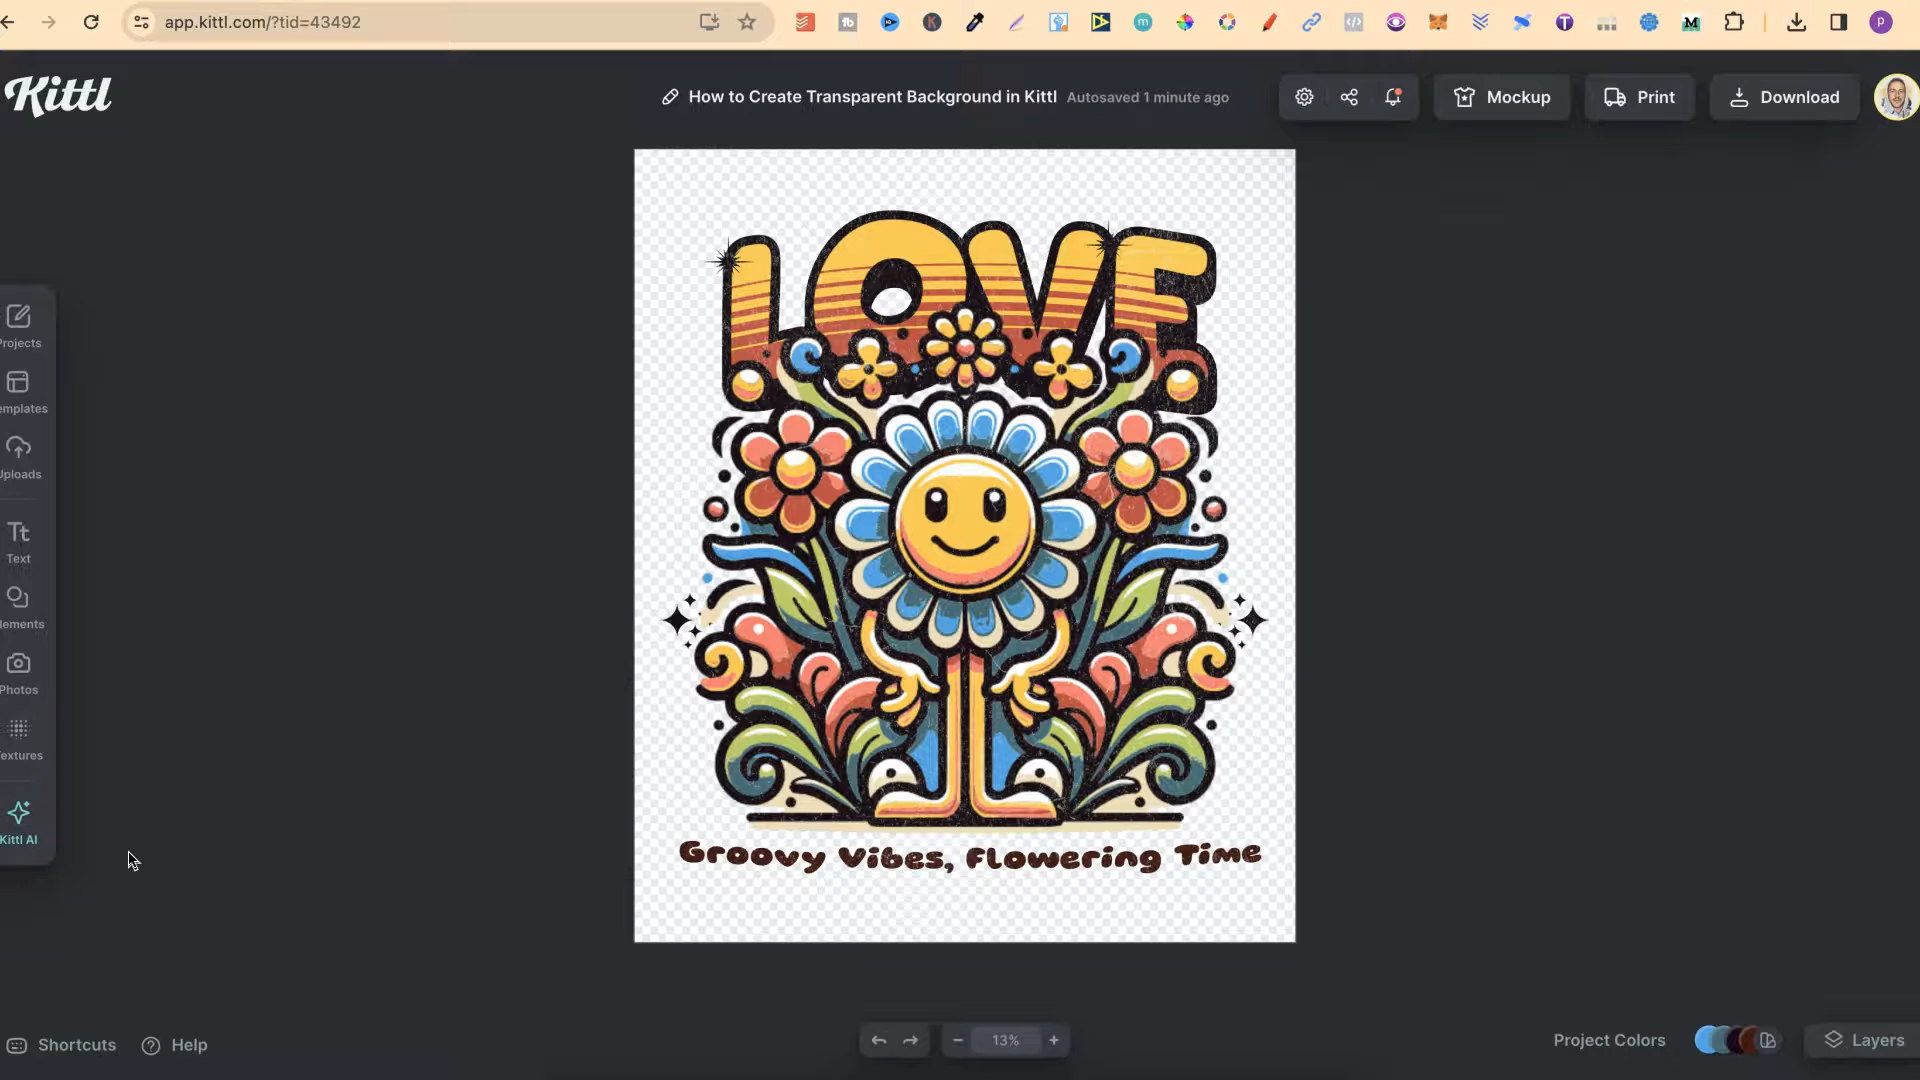 app.kittl.com/?tid=43492
Kittl
How to Create Transparent Background in Kittl Autosaved 1 minute ago
Mockup
Print
Download
LOVE
Projects
emplates
Uploads
Tt
Text
lements
Photos
extures
Kittl AI
Groovy Vibes, Flowering Time
Shortcuts
Help
13%
Project Colors
Layers